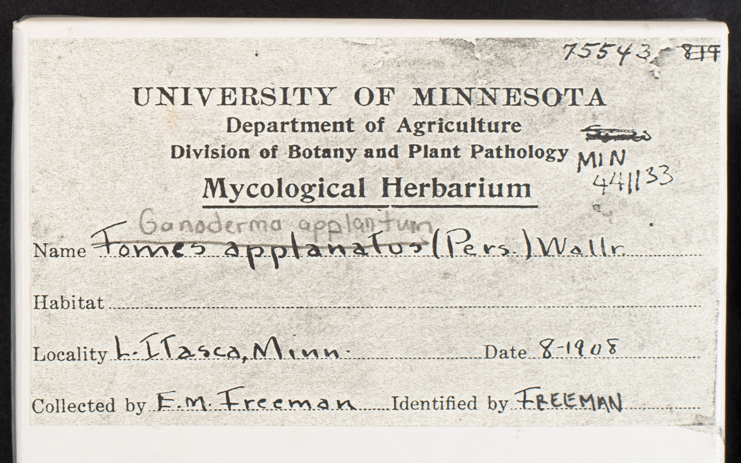 75543 819
UNIVERSITY OF MINNESOTA
Department of Agriculture
Division of Botany and Plant Pathology
MIN
441133
Mycological Herbarium
Ganoderma applantum
Name Fomes applanatus (Pers.) Wallr.
Habitat
Locality L. Itasca, Minn. Date 8-1908
Collected by E.M. Freeman Identified by FREEMAN